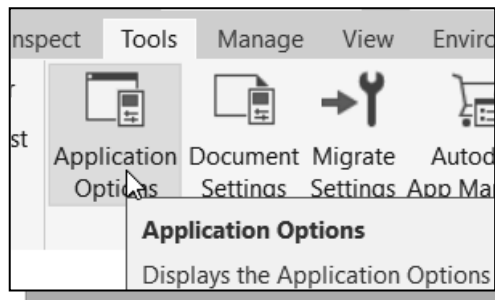 nspect Tools Manage View Enviro
st
Application Document Migrate Autod
Options Settings Settings App Ma
Application Options
Displays the Application Options